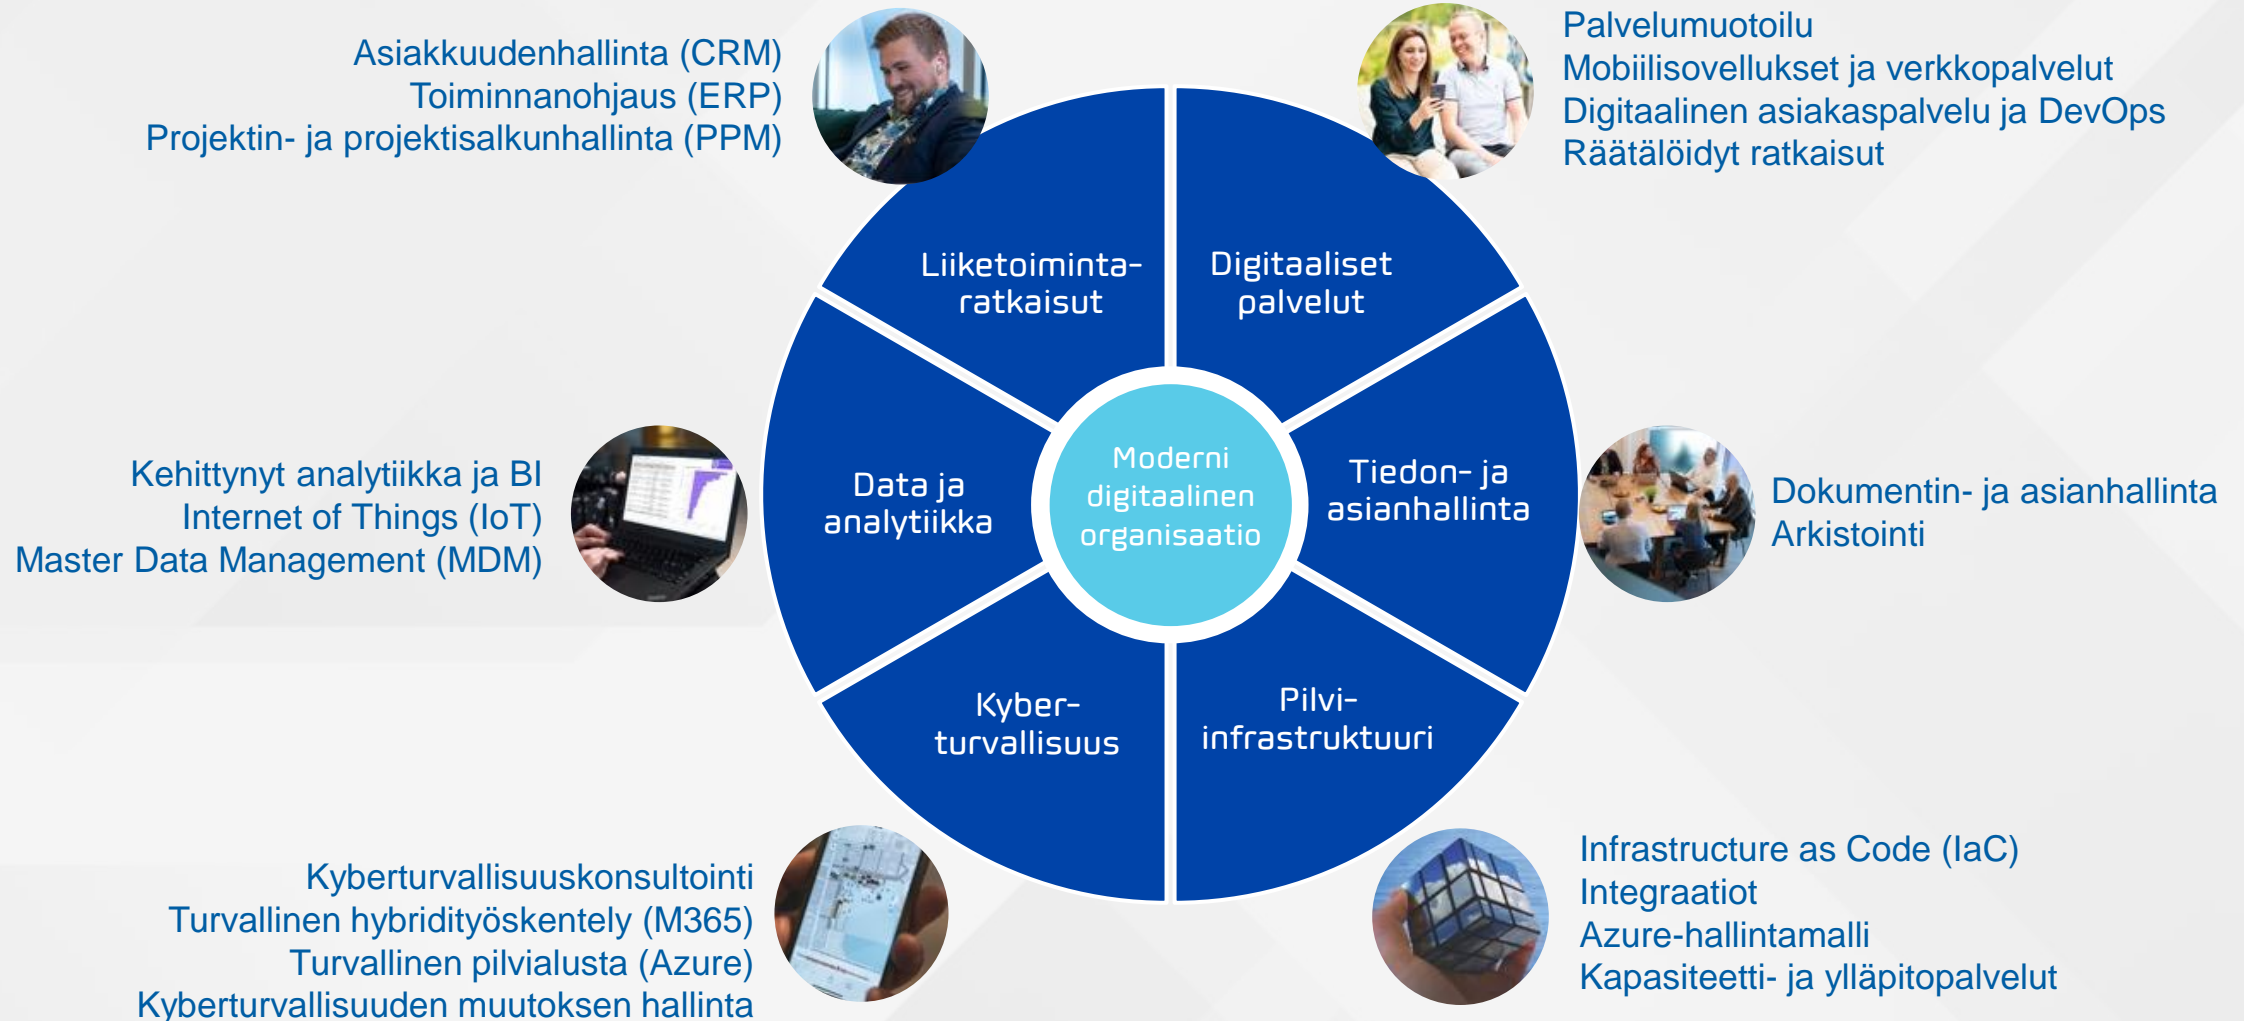 Asiakkuudenhallinta (CRM)
Toiminnanohjaus (ERP)
Projektin- ja projektisalkunhallinta (PPM)
Palvelumuotoilu
Mobiilisovellukset ja verkkopalvelut
Digitaalinen asiakaspalvelu ja DevOps
Räätälöidyt ratkaisut
Liiketoiminta-
ratkaisut
Digitaaliset
palvelut
Kehittynyt analytiikka ja BI
Internet of Things (IoT)
Master Data Management (MDM)
Data ja
analytiikka
Moderni
digitaalinen
organisaatio
Tiedon- ja
asianhallinta
Dokumentin- ja asianhallinta
Arkistointi
Kyber-
turvallisuus
Pilvi-
infrastruktuuri
Kyberturvallisuuskonsultointi
Turvallinen hybridityöskentely (M365)
Turvallinen pilvialusta (Azure)
Kyberturvallisuuden muutoksen hallinta
Infrastructure as Code (IaC)
Integraatiot
Azure-hallintamalli
Kapasiteetti- ja ylläpitopalvelut